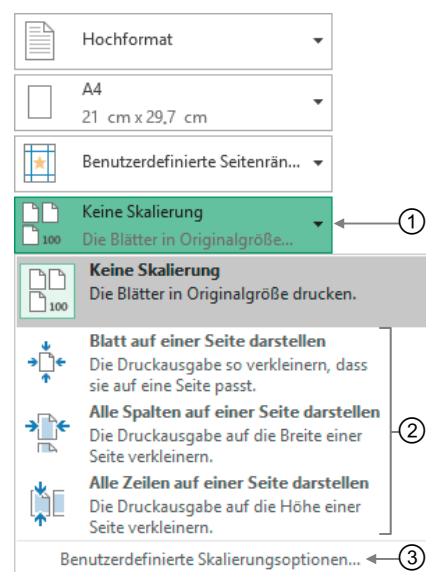 Hochformat
A4
21 cm x 29,7 cm
Benutzerdefinierte Seitenrän...
Keine Skalierung
Die Blätter in Originalgröße...
100
1
Keine Skalierung
Die Blätter in Originalgröße drucken.
100
Blatt auf einer Seite darstellen
Die Druckausgabe so verkleinern, dass
sie auf eine Seite passt.
Alle Spalten auf einer Seite darstellen
Die Druckausgabe auf die Breite einer
Seite verkleinern.
2
Alle Zeilen auf einer Seite darstellen
Die Druckausgabe auf die Höhe einer
Seite verkleinern.
Benutzerdefinierte Skalierungsoptionen...
3